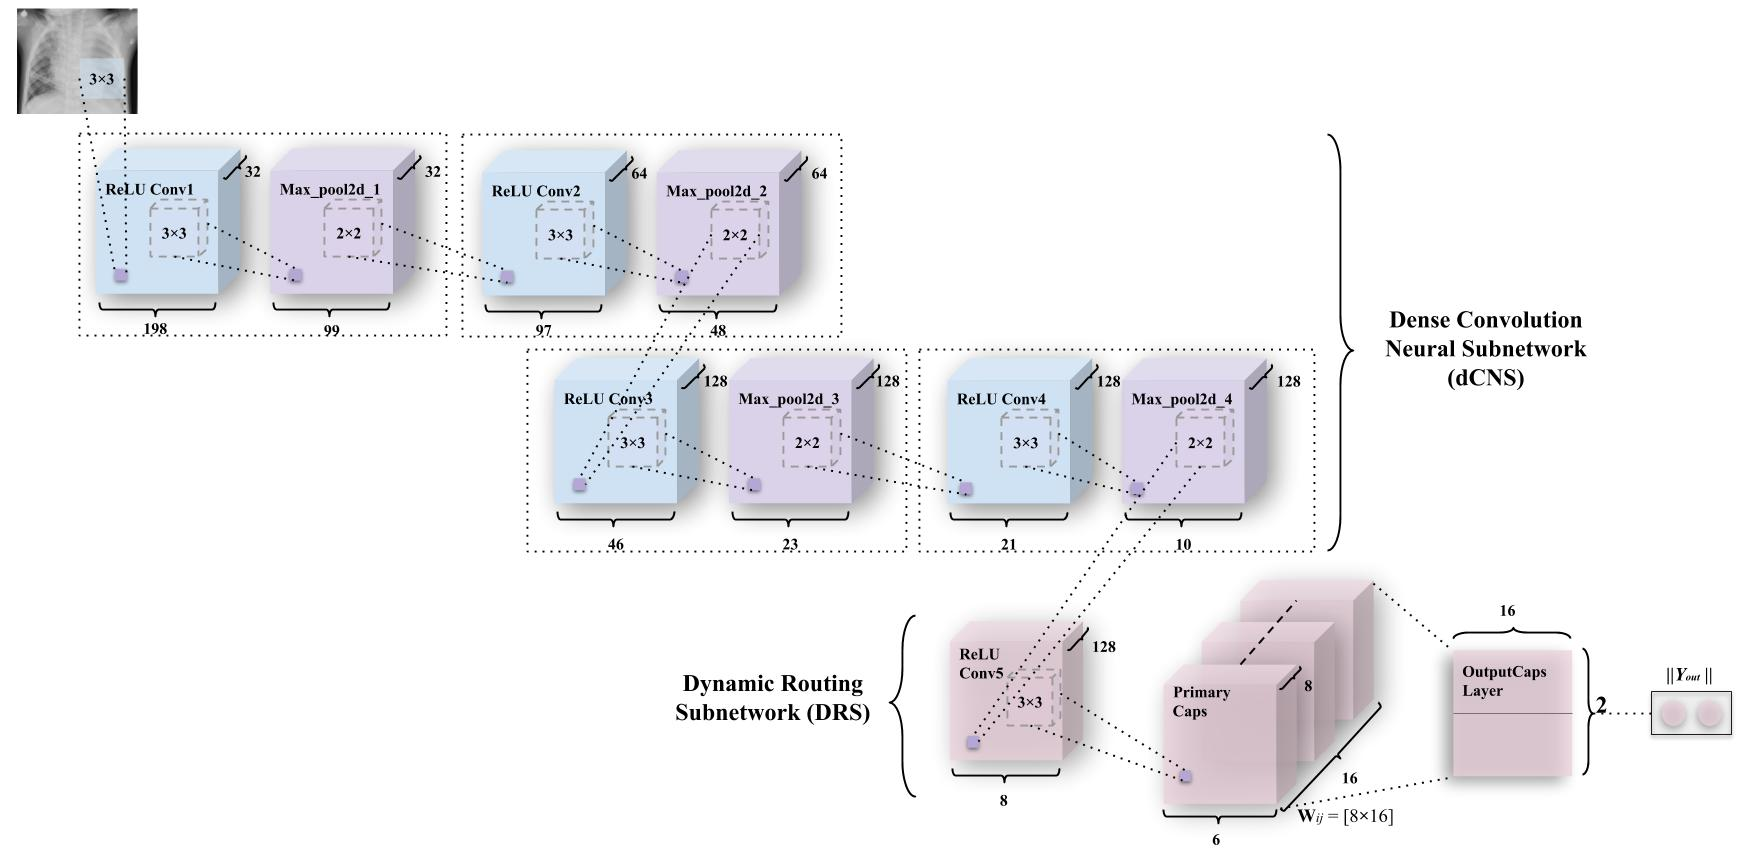 3×3
ReLU Conv1
3×3
32
198
Max_pool2d_1
2×2
32
99
ReLU Conv2
3×3
64
97
Max_pool2d_2
2×2
64
48
ReLU Conv3
3×3
128
46
Max_pool2d_3
2×2
128
23
ReLU Conv4
3×3
128
21
Max_pool2d_4
2×2
128
10
Dense Convolution
Neural Subnetwork
(dCNS)
Dynamic Routing
Subnetwork (DRS)
ReLU
Conv5
3×3
128
8
Primary
Caps
8
16
6
Wij = [8×16]
16
OutputCaps
Layer
2
||Yout ||